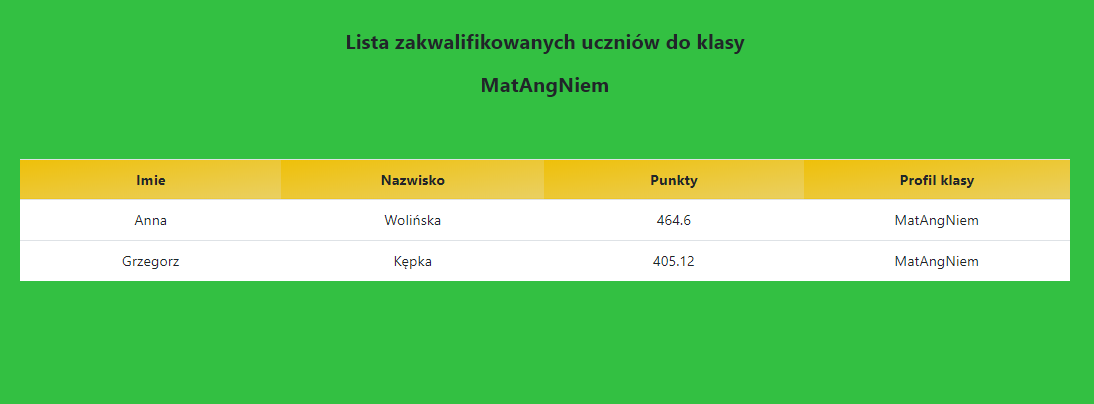 Lista zakwalifikowanych uczniów do klasy
MatAngNiem
Imie Nazwisko Punkty Profil klasy
Anna Wolińska 464.6 MatAngNiem
Grzegorz Kępka 405.12 MatAngNiem